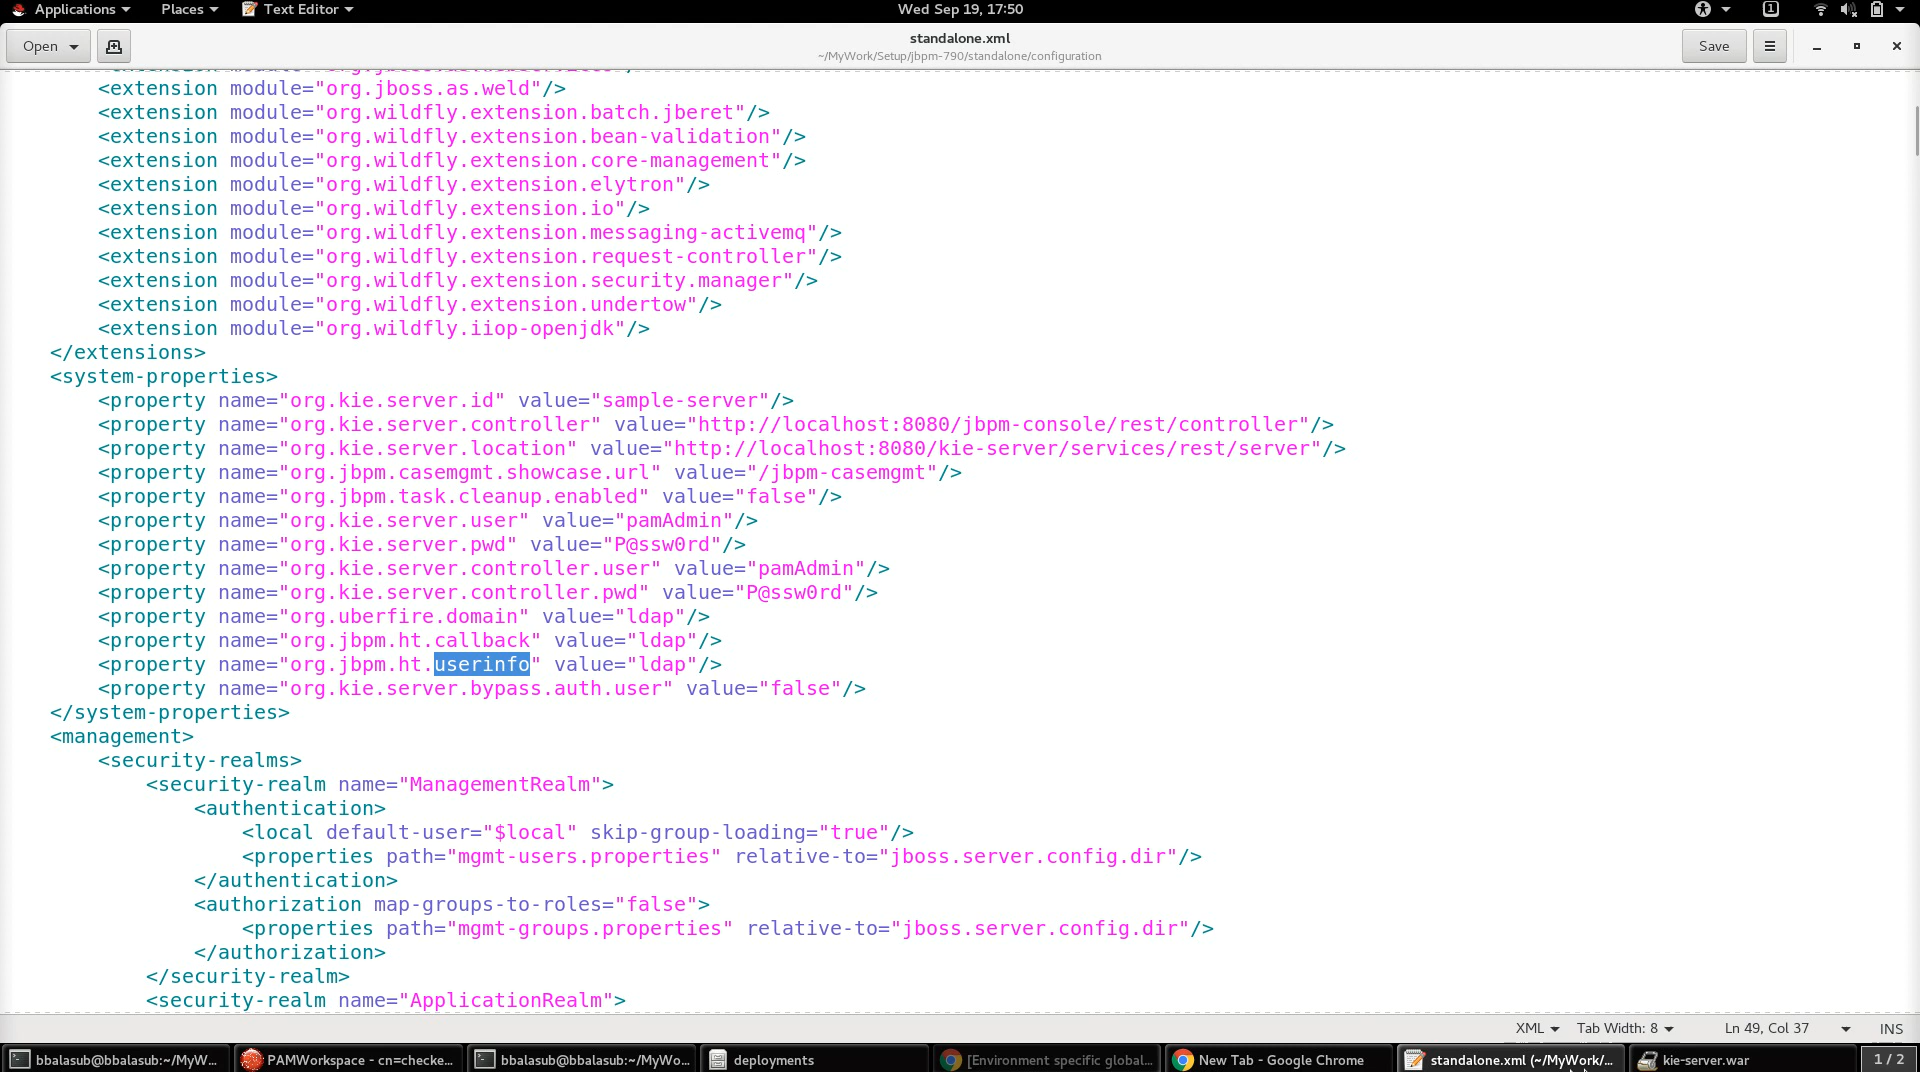 Applications Places Text Editor Wed Sep 19, 17:50 1
Open standalone.xml Save
~/MyWork/Setup/jbpm-790/standalone/configuration
<extension module="org.jboss.as.weld"/>
<extension module="org.wildfly.extension.batch.jberet"/>
<extension module="org.wildfly.extension.bean-validation"/>
<extension module="org.wildfly.extension.core-management"/>
<extension module="org.wildfly.extension.elytron"/>
<extension module="org.wildfly.extension.io"/>
<extension module="org.wildfly.extension.messaging-activemq"/>
<extension module="org.wildfly.extension.request-controller"/>
<extension module="org.wildfly.extension.security.manager"/>
<extension module="org.wildfly.extension.undertow"/>
<extension module="org.wildfly.iiop-openjdk"/>
</extensions>
<system-properties>
<property name="org.kie.server.id" value="sample-server"/>
<property name="org.kie.server.controller" value="http://localhost:8080/jbpm-console/rest/controller"/>
<property name="org.kie.server.location" value="http://localhost:8080/kie-server/services/rest/server"/>
<property name="org.jbpm.casemgmt.showcase.url" value="/jbpm-casemgmt"/>
<property name="org.jbpm.task.cleanup.enabled" value="false"/>
<property name="org.kie.server.user" value="pamAdmin"/>
<property name="org.kie.server.pwd" value="P@ssw0rd"/>
<property name="org.kie.server.controller.user" value="pamAdmin"/>
<property name="org.kie.server.controller.pwd" value="P@ssw0rd"/>
<property name="org.uberfire.domain" value="ldap"/>
<property name="org.jbpm.ht.callback" value="ldap"/>
<property name="org.jbpm.ht.userinfo" value="ldap"/>
<property name="org.kie.server.bypass.auth.user" value="false"/>
</system-properties>
<management>
<security-realms>
<security-realm name="ManagementRealm">
<authentication>
<local default-user="$local" skip-group-loading="true"/>
<properties path="mgmt-users.properties" relative-to="jboss.server.config.dir"/>
</authentication>
<authorization map-groups-to-roles="false">
<properties path="mgmt-groups.properties" relative-to="jboss.server.config.dir"/>
</authorization>
</security-realm>
<security-realm name="ApplicationRealm">
XML Tab Width: 8 Ln 49, Col 37 INS
bbalasub@bbalasub:~/MyW... PAMWorkspace - cn=checke... bbalasub@bbalasub:~/MyWo... deployments [Environment specific global... New Tab - Google Chrome standalone.xml (~/MyWork/... kie-server.war 1 / 2